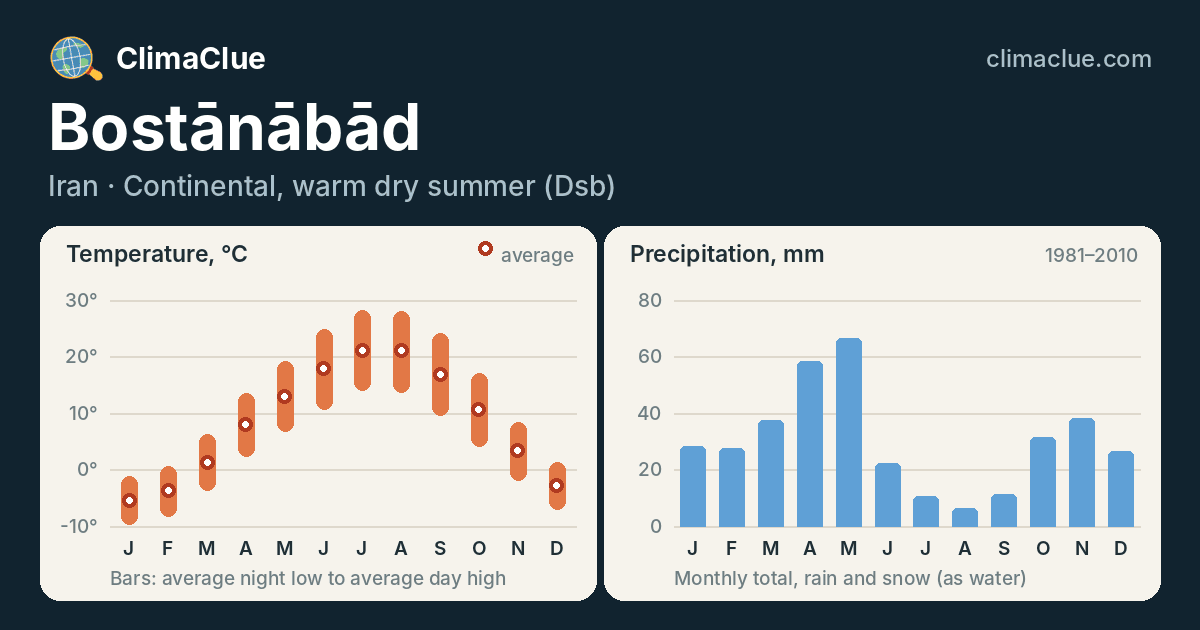 ClimaClue
climaclue.com
Bostānābād
Iran · Continental, warm dry summer (Dsb)
Temperature, °C
average
30°
20°
10°
0°
-10°
J F M A M J J A S O N D
Bars: average night low to average day high
Precipitation, mm
1981–2010
80
60
40
20
0
J F M A M J J A S O N D
Monthly total, rain and snow (as water)